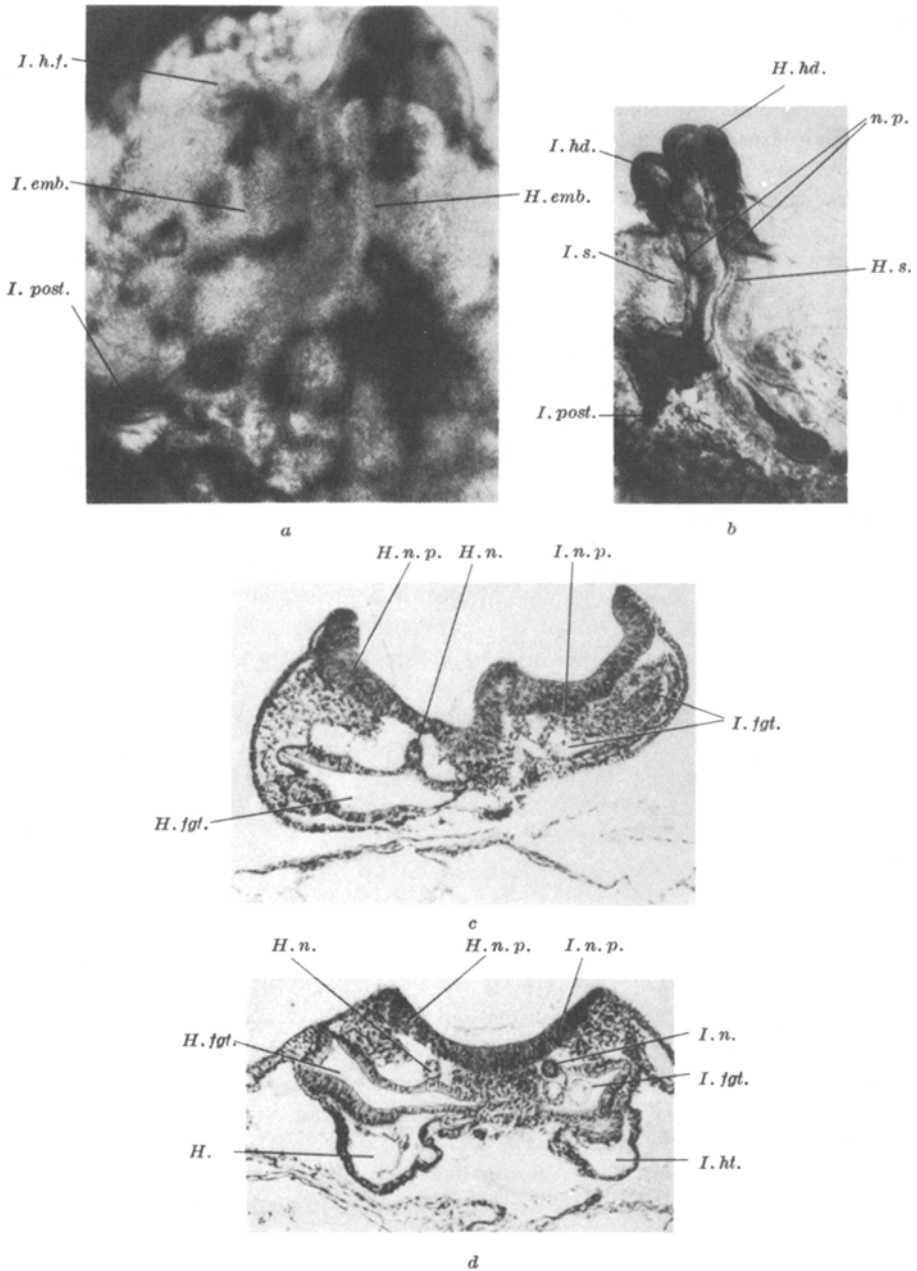 I. h.f.
I. emb.
I. post.
H. emb.
a
H. hd.
n. p.
I. hd.
I. s.
H. s.
I. post.
b
H. n. p. H. n. I. n. p.
I. fgt.
H. fgt.
c
H. n. H. n. p. I. n. p.
H. fgt.
I. n.
I. fgt.
H.
I. ht.
d